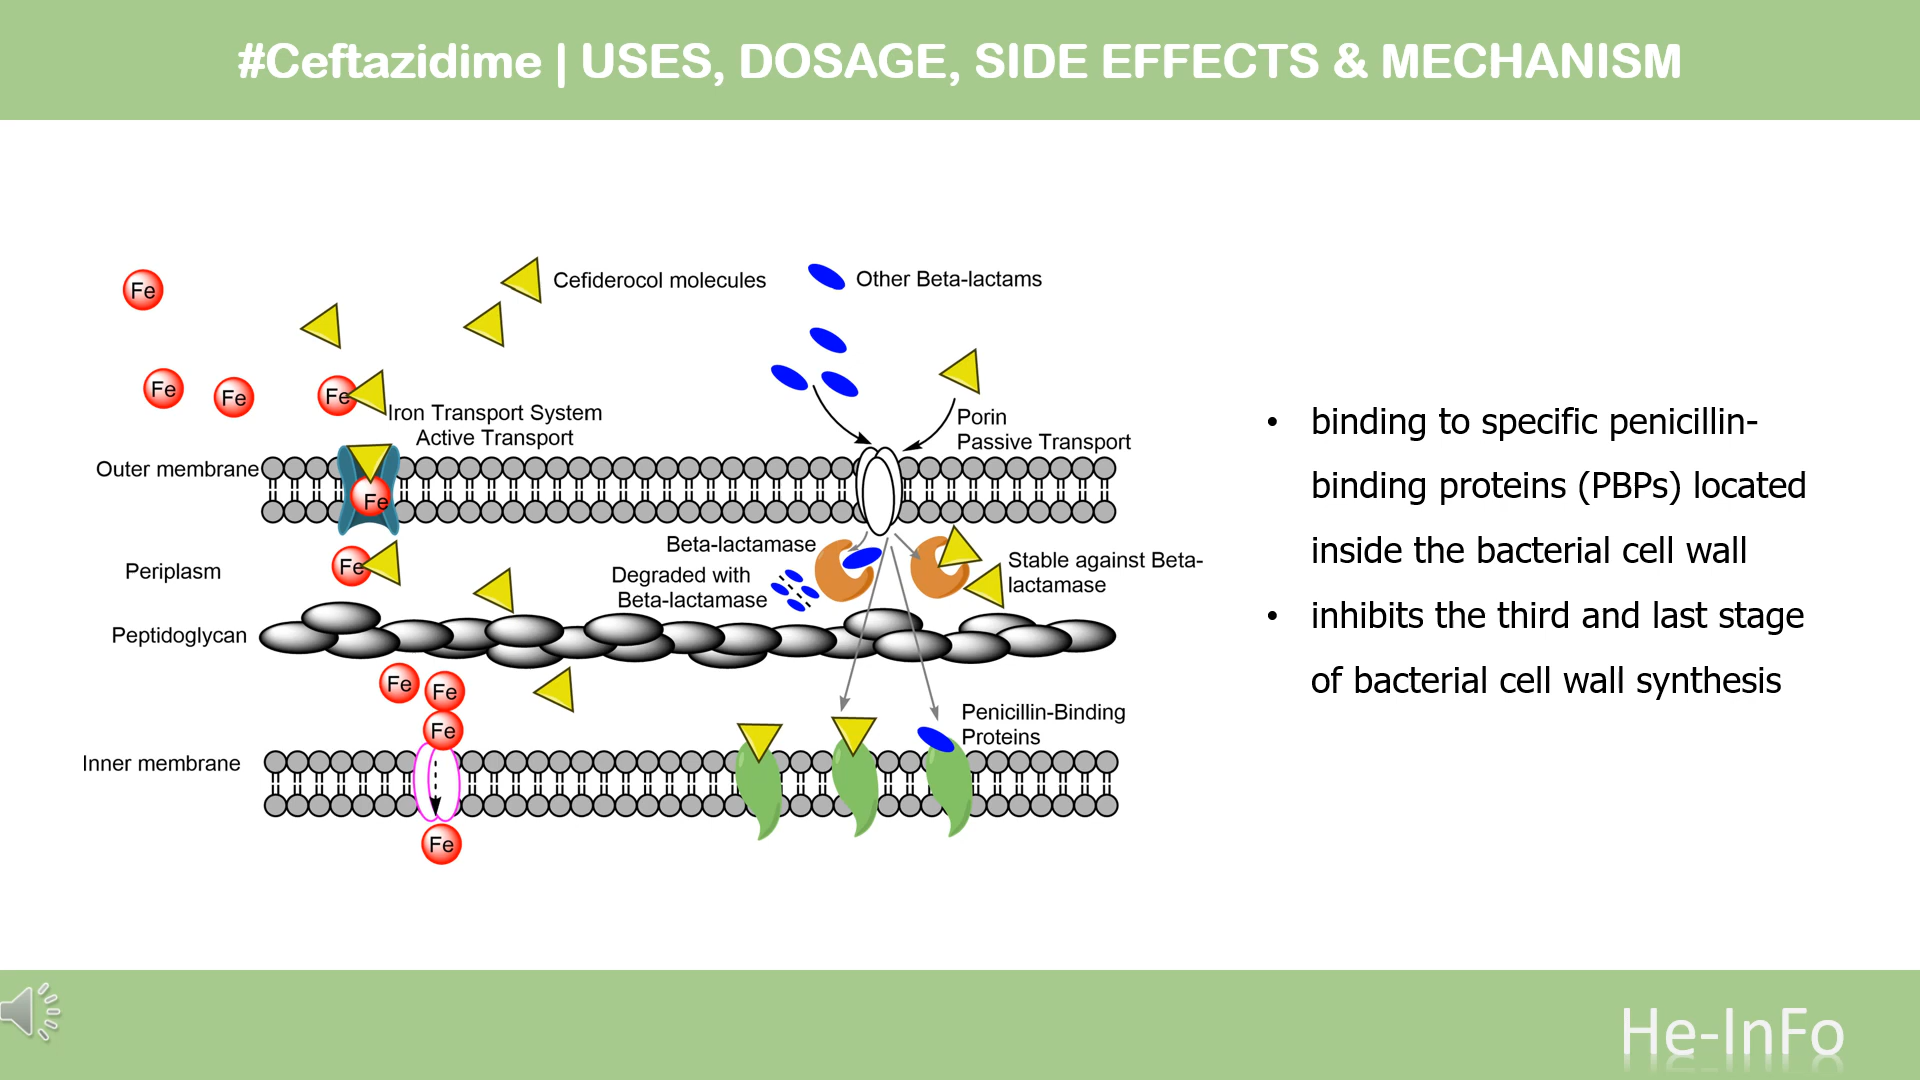 #Ceftazidime | USES, DOSAGE, SIDE EFFECTS & MECHANISM
Fe
Cefiderocol molecules
Other Beta-lactams
Fe
Fe
Fe
Iron Transport System
Active Transport
Porin
Passive Transport
Outer membrane
Fe
Beta-lactamase
Degraded with
Beta-lactamase
Stable against Beta-
lactamase
Periplasm
Fe
Peptidoglycan
Fe
Fe
Fe
Penicillin-Binding
Proteins
Inner membrane
Fe
• binding to specific penicillin-
binding proteins (PBPs) located
inside the bacterial cell wall
• inhibits the third and last stage
of bacterial cell wall synthesis
He-InFo